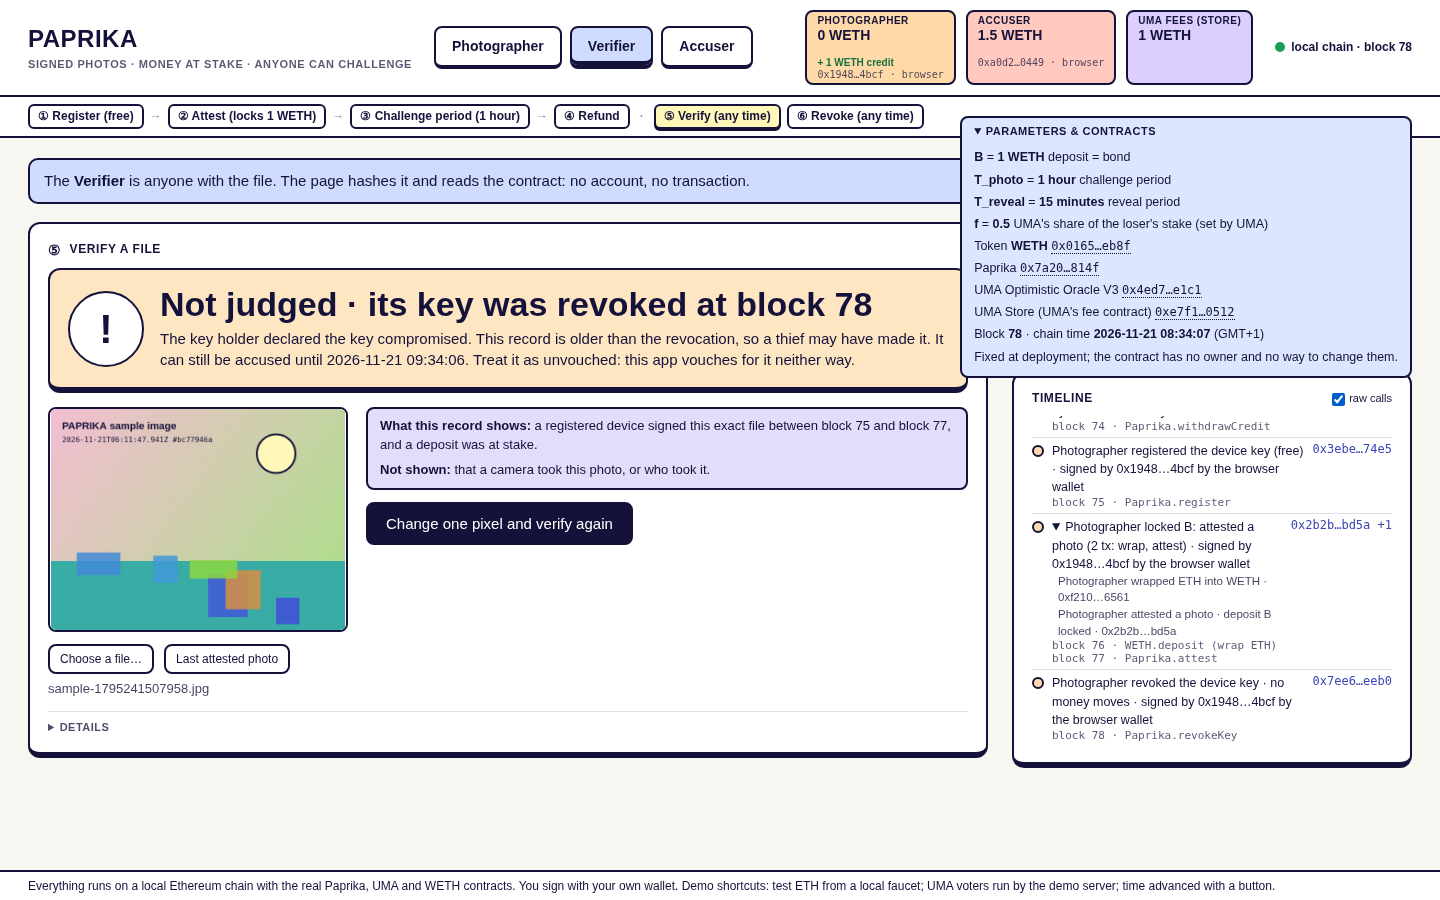 PAPRIKA
SIGNED PHOTOS · MONEY AT STAKE · ANYONE CAN CHALLENGE
Photographer
Verifier
Accuser
PHOTOGRAPHER
0 WETH
+ 1 WETH credit
0x1948…4bcf · browser
ACCUSER
1.5 WETH
0xa0d2…0449 · browser
UMA FEES (STORE)
1 WETH
local chain · block 78
① Register (free) → ② Attest (locks 1 WETH) → ③ Challenge period (1 hour) → ④ Refund · ⑤ Verify (any time) ⑥ Revoke (any time)
▼ PARAMETERS & CONTRACTS
B = 1 WETH deposit = bond
T_photo = 1 hour challenge period
T_reveal = 15 minutes reveal period
f = 0.5 UMA's share of the loser's stake (set by UMA)
Token WETH 0x0165…eb8f
Paprika 0x7a20…814f
UMA Optimistic Oracle V3 0x4ed7…e1c1
UMA Store (UMA's fee contract) 0xe7f1…0512
Block 78 · chain time 2026-11-21 08:34:07 (GMT+1)
Fixed at deployment; the contract has no owner and no way to change them.
The Verifier is anyone with the file. The page hashes it and reads the contract: no account, no transaction.
⑤ VERIFY A FILE
!
Not judged · its key was revoked at block 78
The key holder declared the key compromised. This record is older than the revocation, so a thief may have made it. It
can still be accused until 2026-11-21 09:34:06. Treat it as unvouched: this app vouches for it neither way.
PAPRIKA sample image
2026-11-21T06:11:47.941Z #bc77946a
What this record shows: a registered device signed this exact file between block 75 and block 77,
and a deposit was at stake.
Not shown: that a camera took this photo, or who took it.
Change one pixel and verify again
Choose a file…
Last attested photo
sample-1795241507958.jpg
▶ DETAILS
TIMELINE
raw calls
block 74 · Paprika.withdrawCredit
Photographer registered the device key (free) 0x3ebe…74e5
· signed by 0x1948…4bcf by the browser
wallet
block 75 · Paprika.register
▼ Photographer locked B: attested a 0x2b2b…bd5a +1
photo (2 tx: wrap, attest) · signed by
0x1948…4bcf by the browser wallet
Photographer wrapped ETH into WETH ·
0xf210…6561
Photographer attested a photo · deposit B
locked · 0x2b2b…bd5a
block 76 · WETH.deposit (wrap ETH)
block 77 · Paprika.attest
Photographer revoked the device key · no 0x7ee6…eeb0
money moves · signed by 0x1948…4bcf by
the browser wallet
block 78 · Paprika.revokeKey
Everything runs on a local Ethereum chain with the real Paprika, UMA and WETH contracts. You sign with your own wallet. Demo shortcuts: test ETH from a local faucet; UMA voters run by the demo server; time advanced with a button.